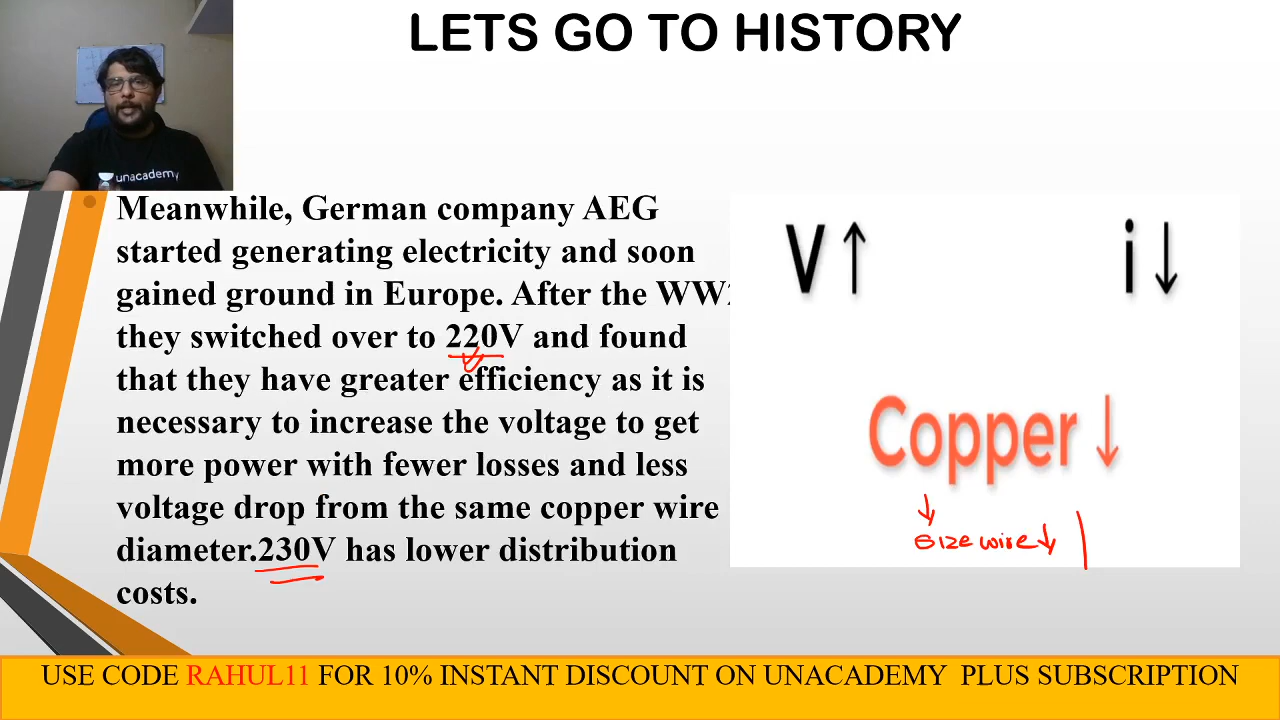 LETS GO TO HISTORY
unacademy
Meanwhile, German company AEG
started generating electricity and soon
gained ground in Europe. After the WW2
they switched over to 220V and found
that they have greater efficiency as it is
necessary to increase the voltage to get
more power with fewer losses and less
voltage drop from the same copper wire
diameter.230V has lower distribution
costs.
V↑ i↓
Copper↓
↓
size wire↓
USE CODE RAHUL11 FOR 10% INSTANT DISCOUNT ON UNACADEMY PLUS SUBSCRIPTION